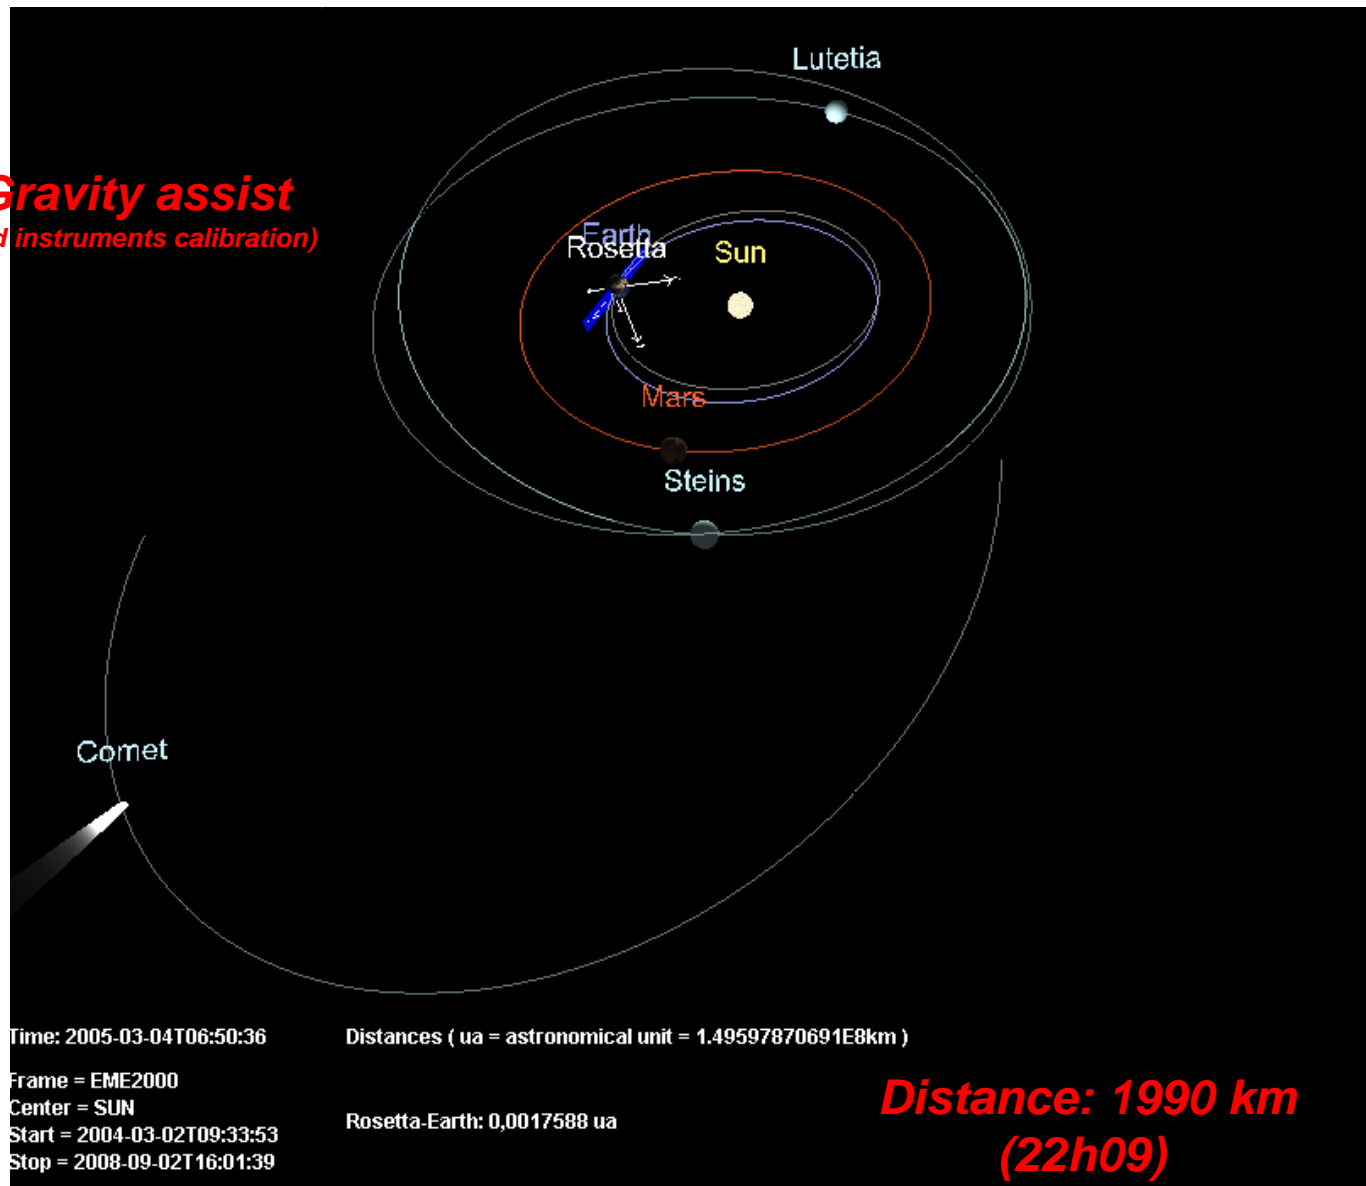 Lutetia
Gravity assist
d instruments calibration)
Earth
Rosetta
Sun
Mars
Steins
Comet
Time: 2005-03-04T06:50:36
Distances ( ua = astronomical unit = 1.49597870691E8km )
Frame = EME2000
Center = SUN
Start = 2004-03-02T09:33:53
Stop = 2008-09-02T16:01:39
Rosetta-Earth: 0,0017588 ua
Distance: 1990 km
(22h09)